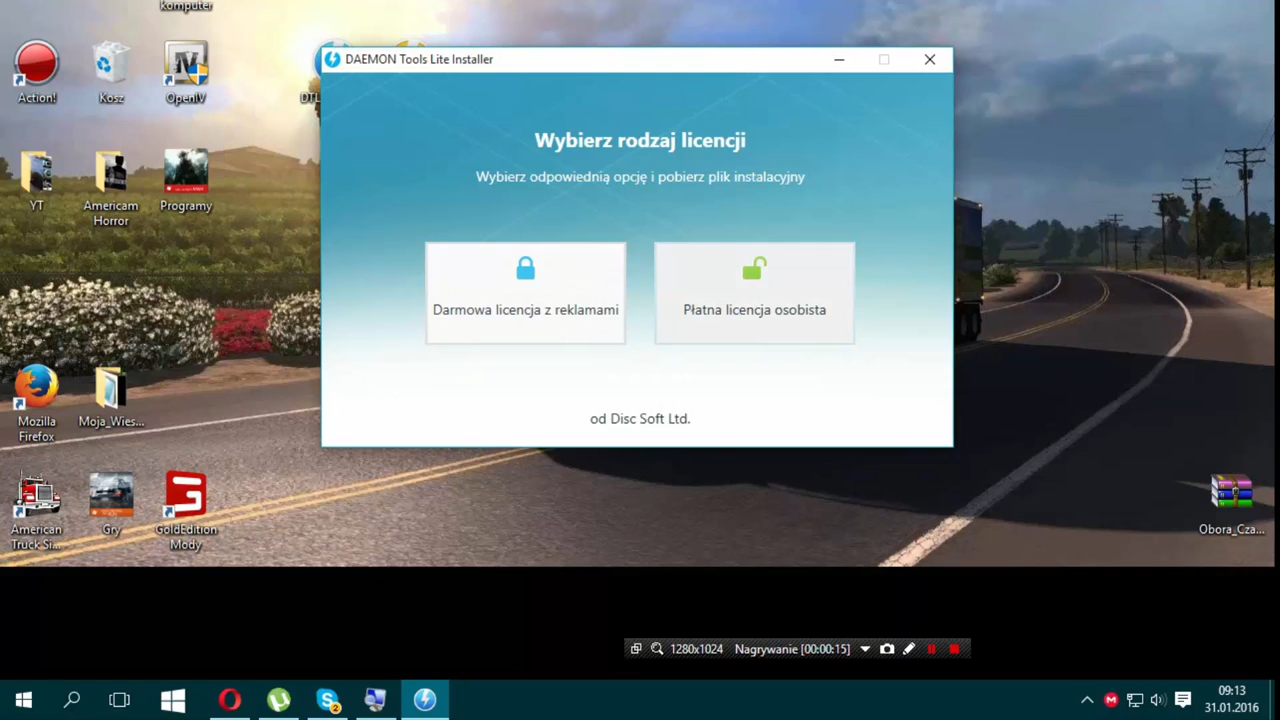 komputer
Action!
Kosz
OpenIV
DTL
YT
Americam
Horror
Programy
Mozilla
Firefox
Moja_Wies...
American
Truck Si...
Gry
GoldEdition
Mody
Obora_Cza...
DAEMON Tools Lite Installer
Wybierz rodzaj licencji
Wybierz odpowiednią opcję i pobierz plik instalacyjny
Darmowa licencja z reklamami
Płatna licencja osobista
od Disc Soft Ltd.
1280x1024 Nagrywanie [00:00:15]
2
09:13
31.01.2016